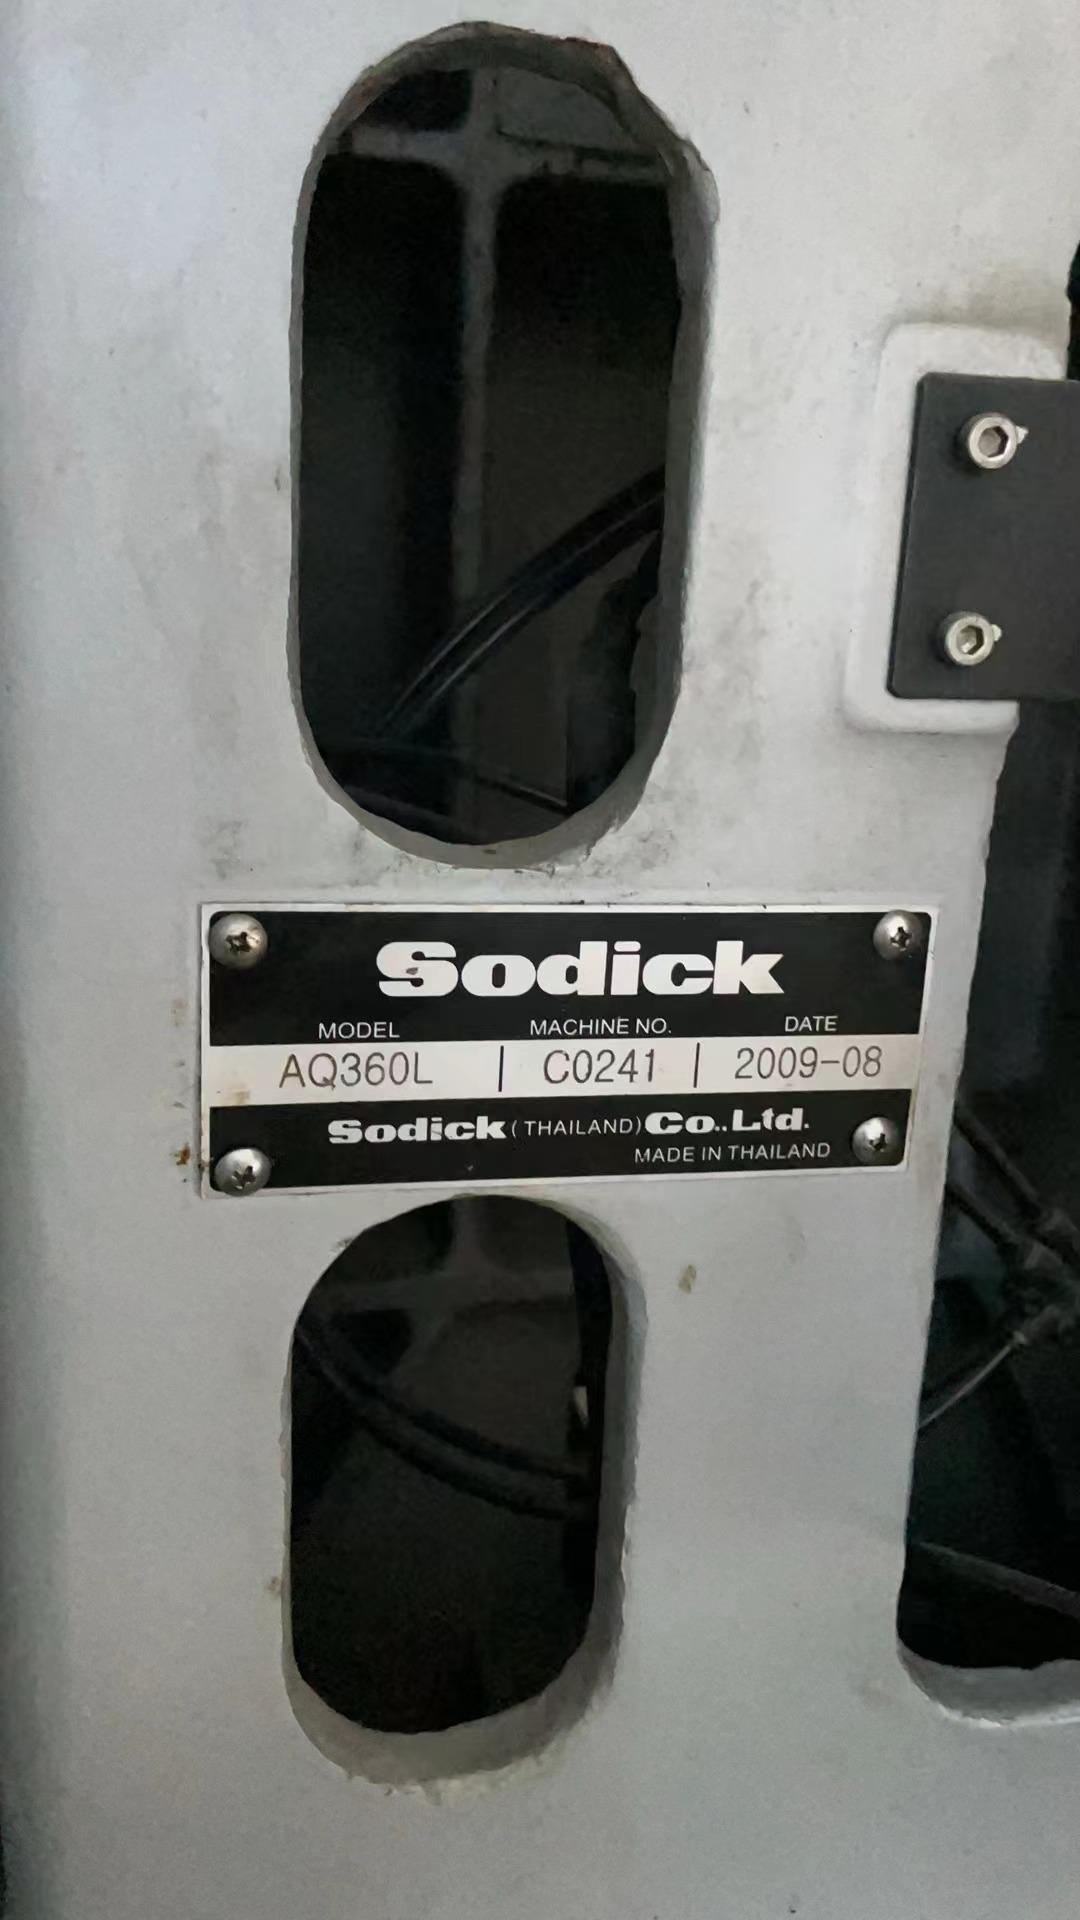 Sodick
MODEL MACHINE NO. DATE
AQ360L | C0241 | 2009-08
Sodick (THAILAND) Co.,Ltd.
MADE IN THAILAND